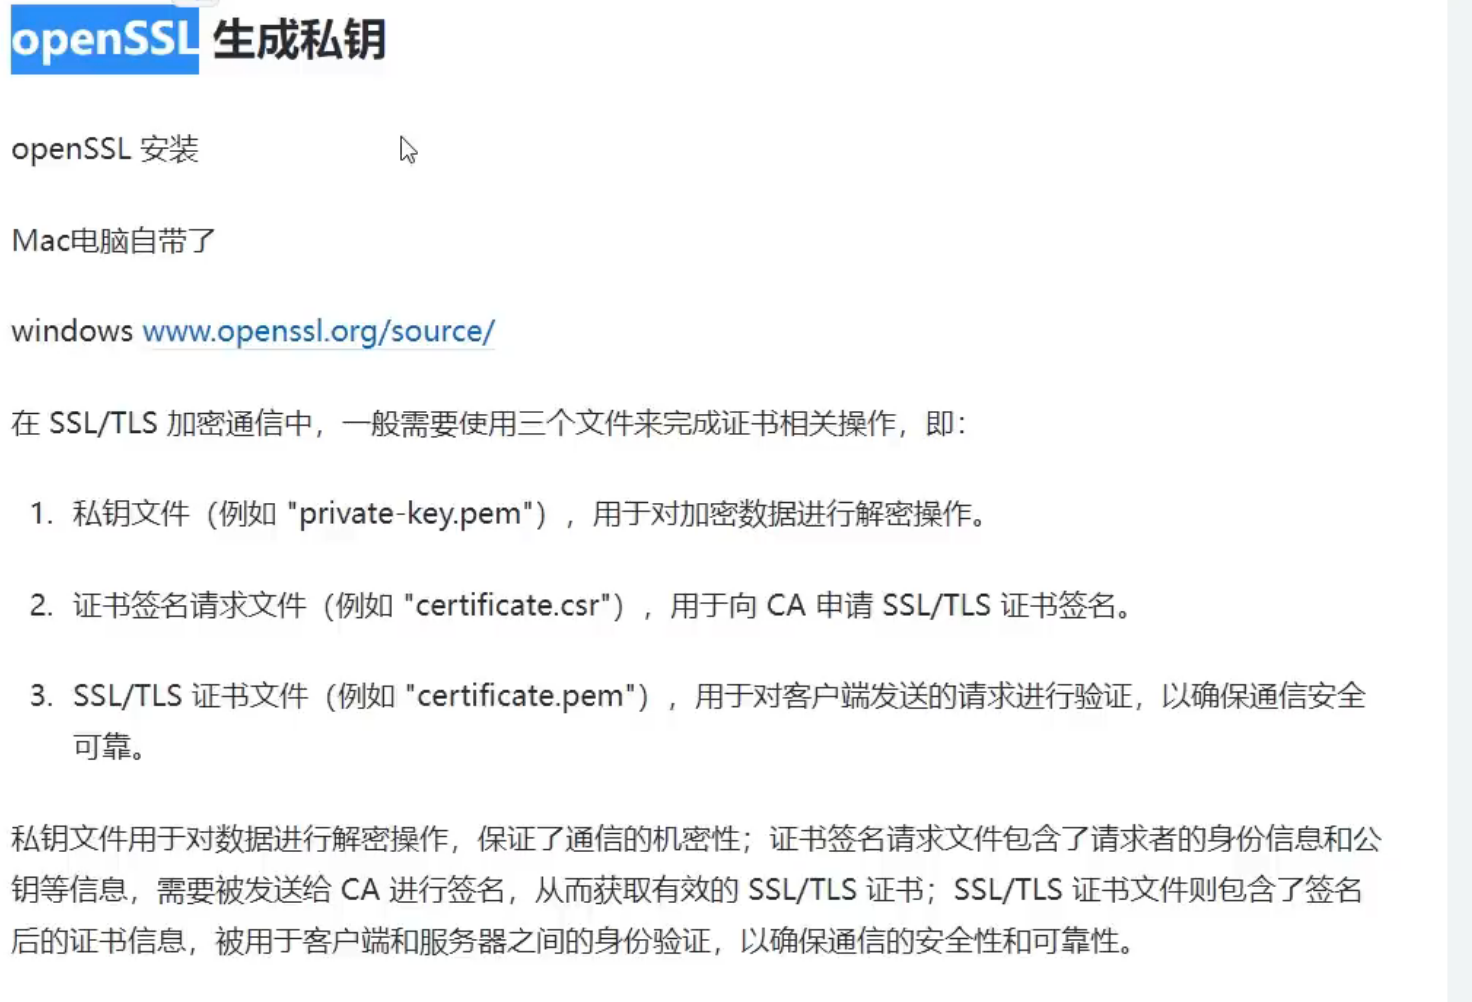 openSSL 生成私钥
openSSL 安装
Mac电脑自带了
windows www.openssl.org/source/
在 SSL/TLS 加密通信中，一般需要使用三个文件来完成证书相关操作，即：
1. 私钥文件（例如 "private-key.pem"），用于对加密数据进行解密操作。
2. 证书签名请求文件（例如 "certificate.csr"），用于向 CA 申请 SSL/TLS 证书签名。
3. SSL/TLS 证书文件（例如 "certificate.pem"），用于对客户端发送的请求进行验证，以确保通信安全
可靠。
私钥文件用于对数据进行解密操作，保证了通信的机密性；证书签名请求文件包含了请求者的身份信息和公
钥等信息，需要被发送给 CA 进行签名，从而获取有效的 SSL/TLS 证书；SSL/TLS 证书文件则包含了签名
后的证书信息，被用于客户端和服务器之间的身份验证，以确保通信的安全性和可靠性。